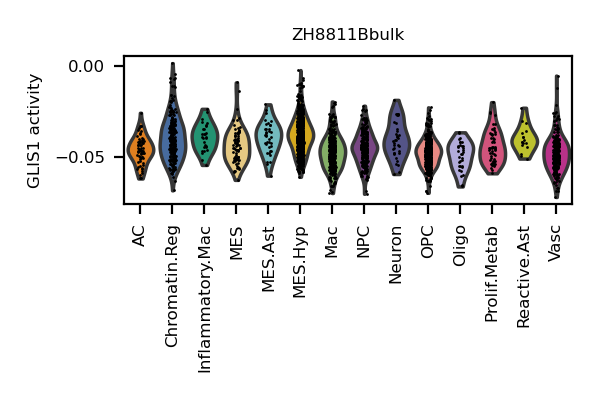 ZH8811Bbulk
GLIS1 activity
0.00
−0.05
AC
Chromatin.Reg
Inflammatory.Mac
MES
MES.Ast
MES.Hyp
Mac
NPC
Neuron
OPC
Oligo
Prolif.Metab
Reactive.Ast
Vasc